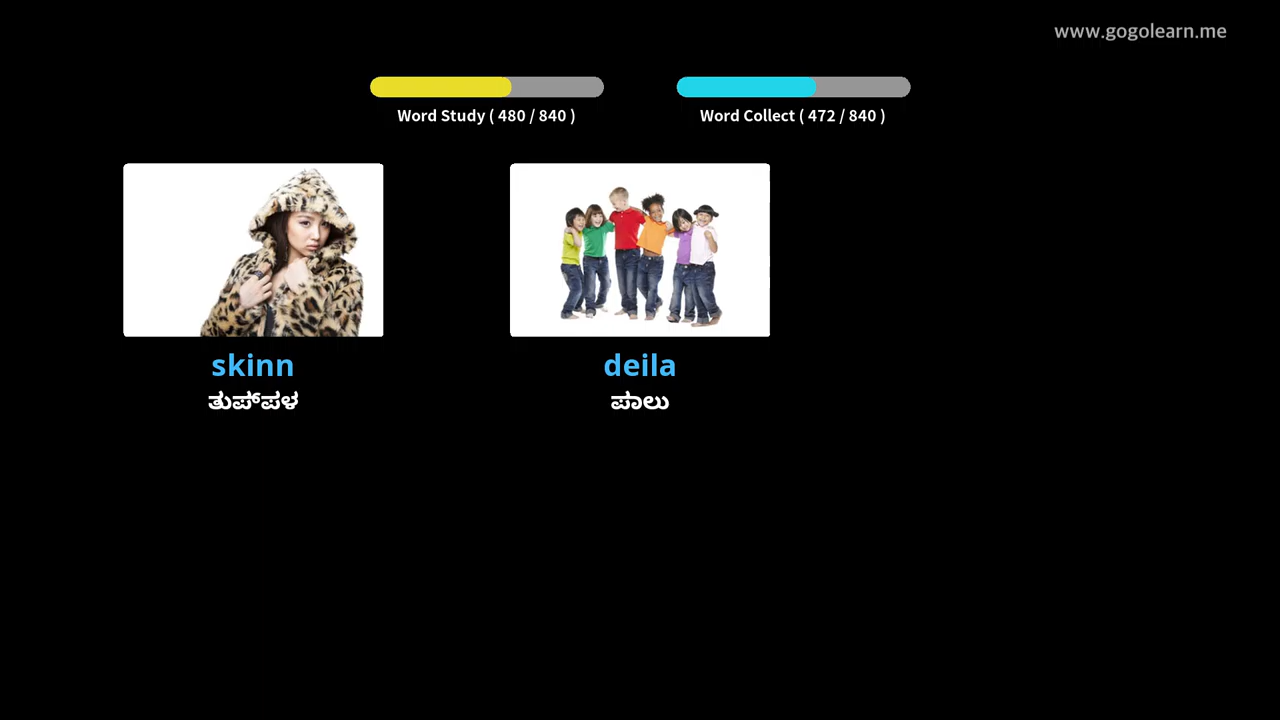 www.gogolearn.me
Word Study ( 480 / 840 )
Word Collect ( 472 / 840 )
skinn
ತುಪ್ಪಳ
deila
ಪಾಲು